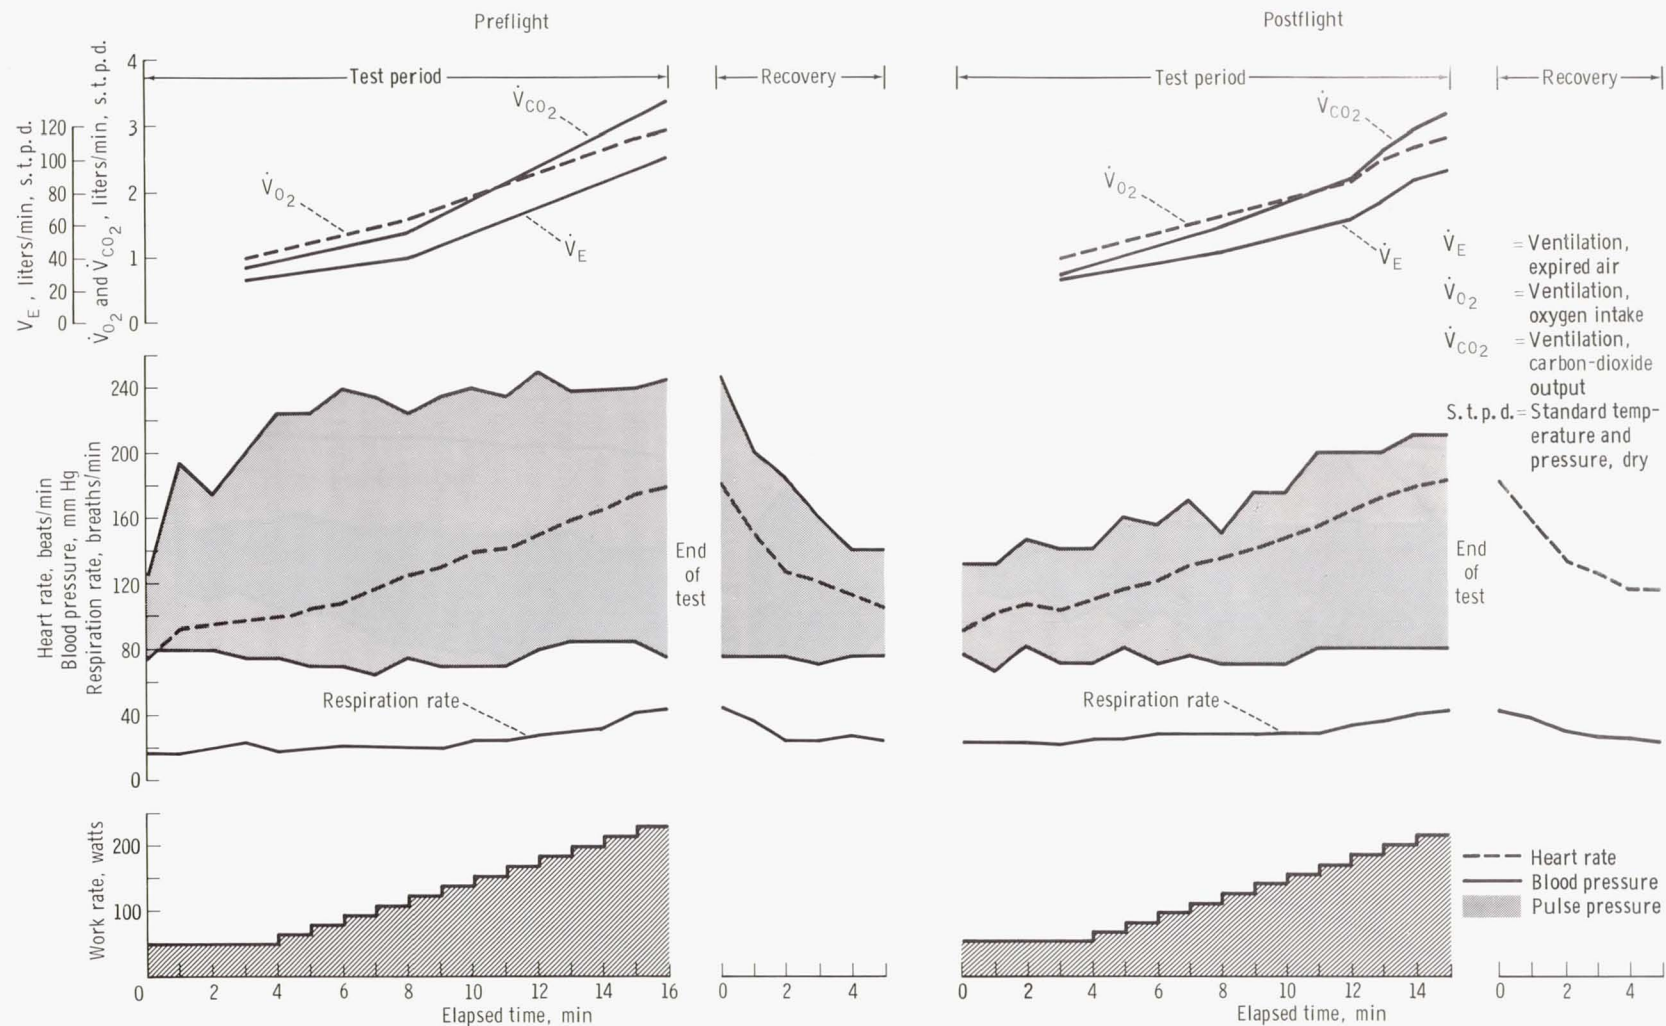 Preflight
Postflight
Test period
Recovery
Test period
Recovery
V̇E, liters/min, s.t.p.d.
120
100
80
60
40
20
0
V̇O2 and V̇CO2, liters/min, s.t.p.d.
4
3
2
1
0
V̇CO2
V̇O2
V̇E
V̇CO2
V̇O2
V̇E
V̇E = Ventilation,
expired air
V̇O2 = Ventilation,
oxygen intake
V̇CO2 = Ventilation,
carbon-dioxide
output
S.t.p.d. = Standard temp-
erature and
pressure, dry
Heart rate, beats/min
Blood pressure, mm Hg
Respiration rate, breaths/min
240
200
160
120
80
40
0
End
of
test
End
of
test
Respiration rate
Respiration rate
Work rate, watts
200
100
Heart rate
Blood pressure
Pulse pressure
0 2 4 6 8 10 12 14 16
0 2 4
0 2 4 6 8 10 12 14
0 2 4
Elapsed time, min
Elapsed time, min